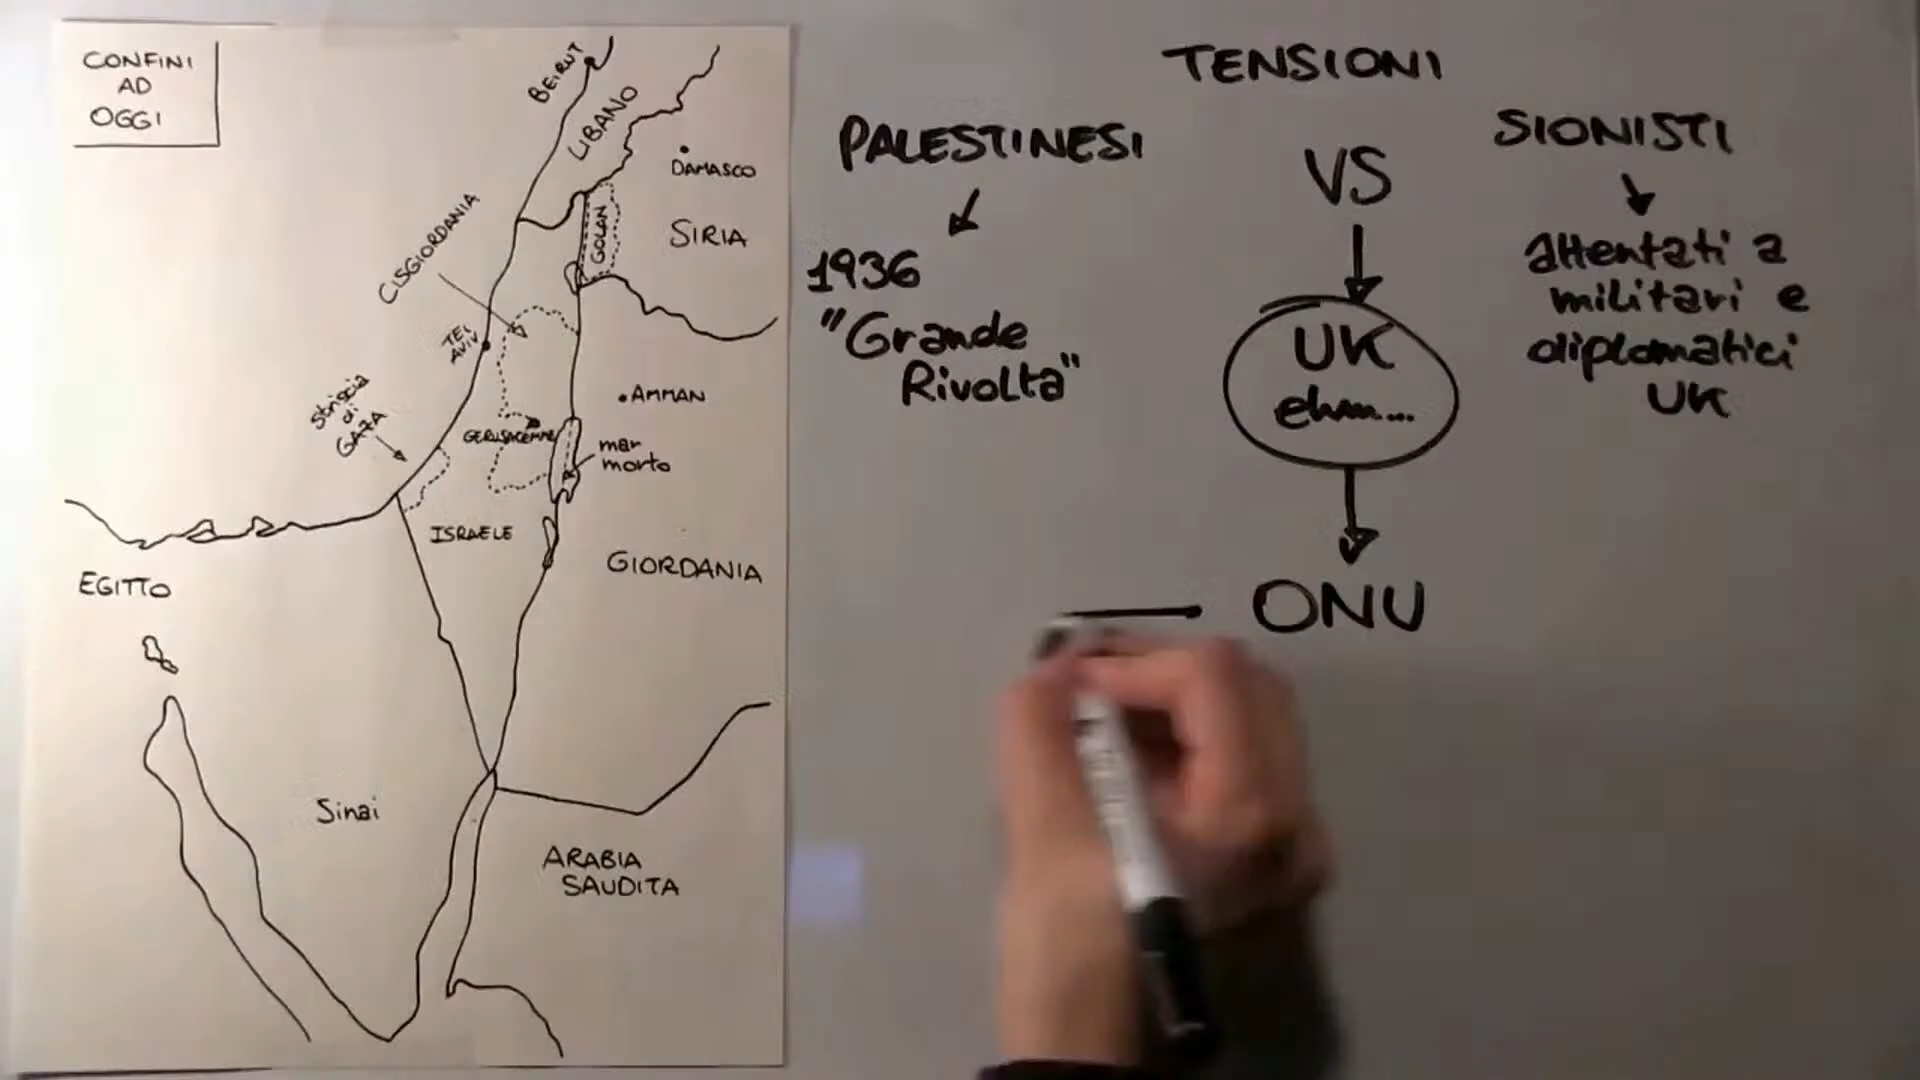 CONFINI
AD
OGGI
BEIRUT
LIBANO
DAMASCO
SIRIA
GOLAN
CISGIORDANIA
TEL
AVIV
Striscia
di
GAZA
AMMAN
GERUSALEMME
mar
morto
ISRAELE
GIORDANIA
EGITTO
Sinai
ARABIA
SAUDITA
TENSIONI
PALESTINESI
VS
SIONISTI
1936
"Grande
Rivolta"
UK
ehm...
attentati a
militari e
diplomatici
UK
ONU